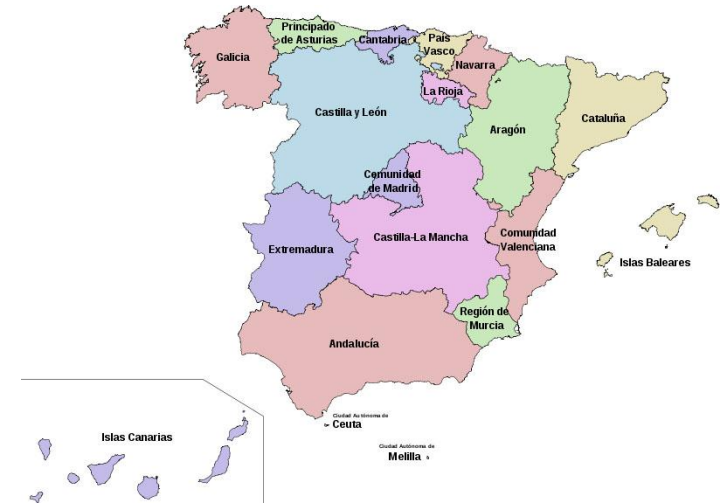 Principado
de Asturias
Cantabria
País
Vasco
Galicia
Navarra
La Rioja
Castilla y León
Aragón
Cataluña
Comunidad
de Madrid
Extremadura
Castilla-La Mancha
Comunidad
Valenciana
Islas Baleares
Región de
Murcia
Andalucía
Ciudad Autónoma de
Ceuta
Islas Canarias
Ciudad Autónoma de
Melilla